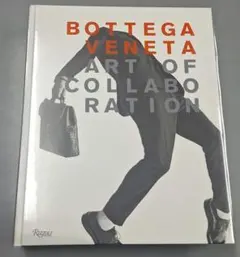 BOTTEGA
VENETA
ART OF
COLLABO
RATION
Rizzoli